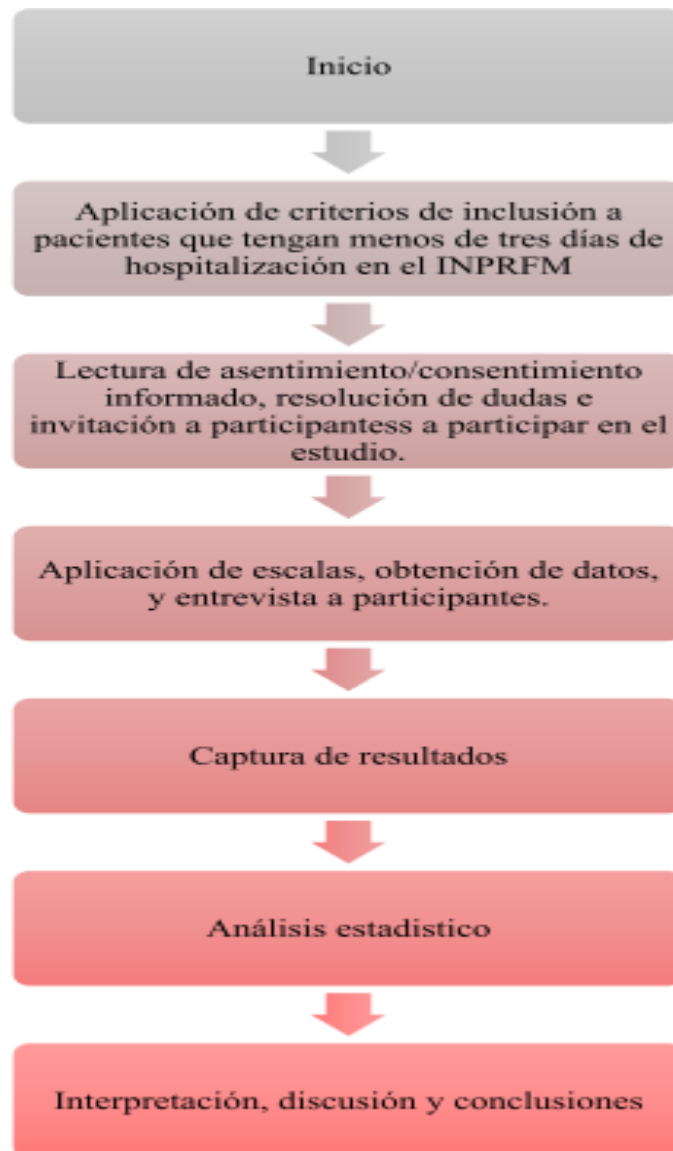 Inicio
Aplicación de criterios de inclusión a
pacientes que tengan menos de tres días de
hospitalización en el INPRFM
Lectura de asentimiento/consentimiento
informado, resolución de dudas e
invitación a participantess a participar en el
estudio.
Aplicación de escalas, obtención de datos,
y entrevista a participantes.
Captura de resultados
Análisis estadistico
Interpretación, discusión y conclusiones